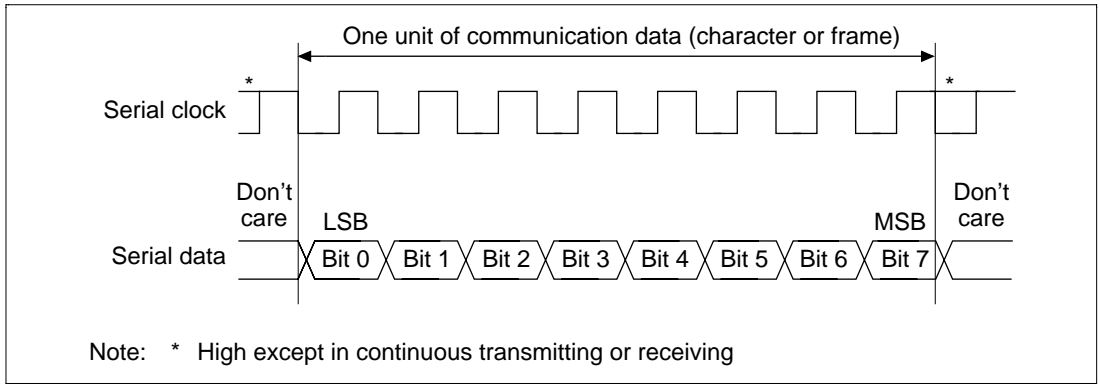 One unit of communication data (character or frame)
* *
Serial clock
Don't care Don't care
LSB MSB
Serial data Bit 0 Bit 1 Bit 2 Bit 3 Bit 4 Bit 5 Bit 6 Bit 7
Note: * High except in continuous transmitting or receiving